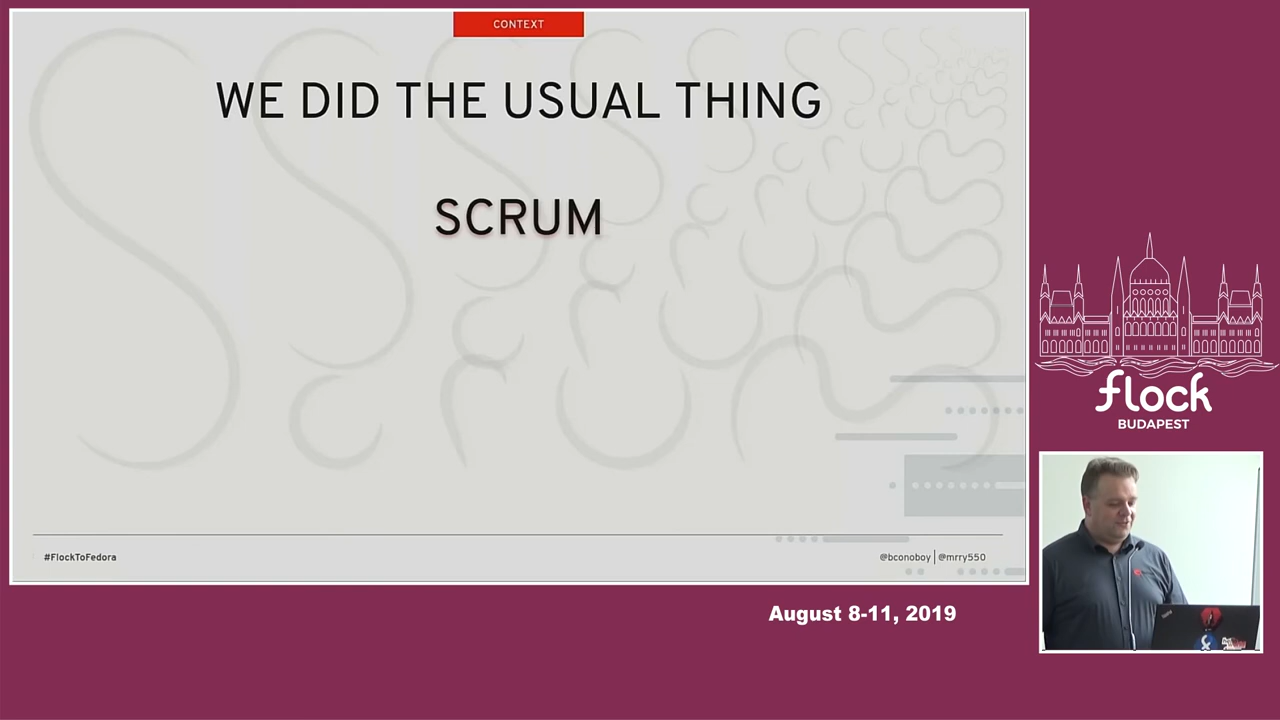 CONTEXT
WE DID THE USUAL THING
SCRUM
#FlockToFedora
@bconoboy | @mrry550
flock
BUDAPEST
August 8-11, 2019